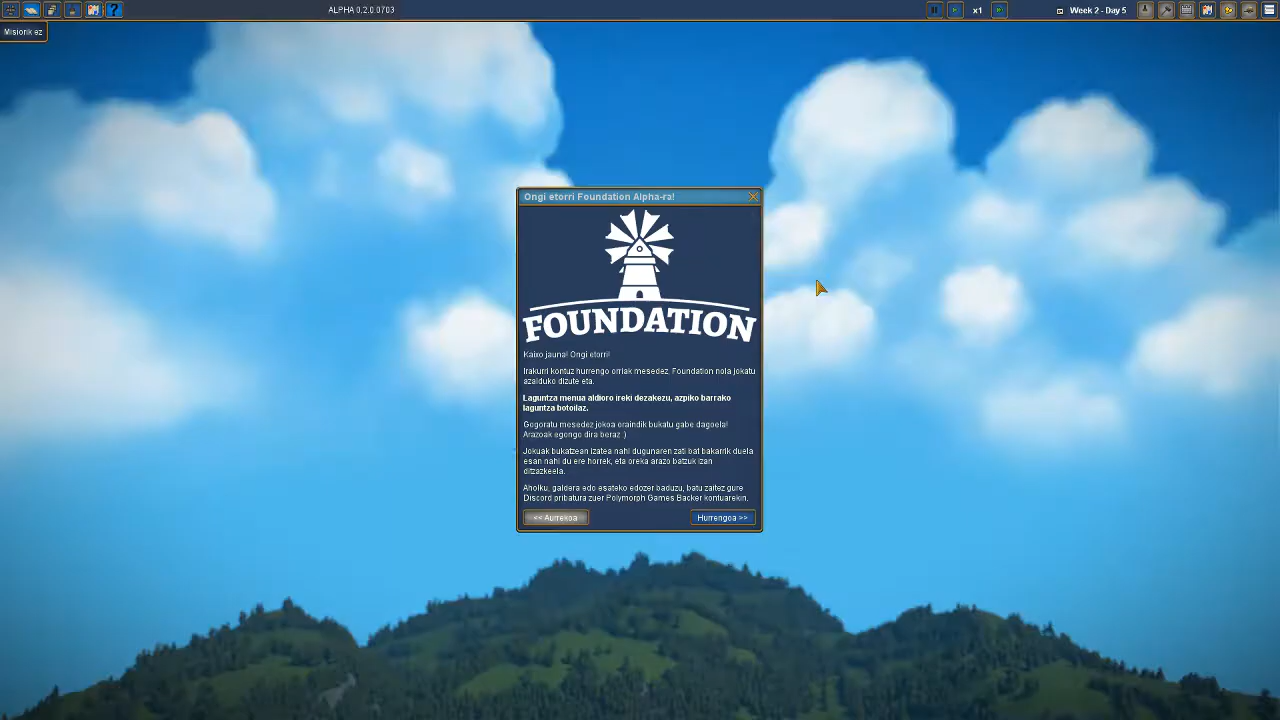 ALPHA 0.2.0.0703
x1
Week 2 - Day 5
Misiorik ez
Ongi etorri Foundation Alpha-ra!
FOUNDATION
Kaixo jauna! Ongi etorri!
Irakurri kontuz hurrengo orriak mesedez, Foundation nola jokatu
azalduko dizute eta.
Laguntza menua aldioro ireki dezakezu, azpiko barrako
laguntza botoilaz.
Gogoratu mesedez jokoa oraindik bukatu gabe dagoela!
Arazoak egongo dira beraz :)
Jokuak bukatzean izatea nahi dugunaren zati bat bakarrik duela
esan nahi du ere horrek, eta oreka arazo batzuk izan
ditzazkeela.
Aholku, galdera edo esateko edozer baduzu, batu zaitez gure
Discord pribatura zuer Polymorph Games Backer kontuarekin.
<< Aurrekoa
Hurrengoa >>